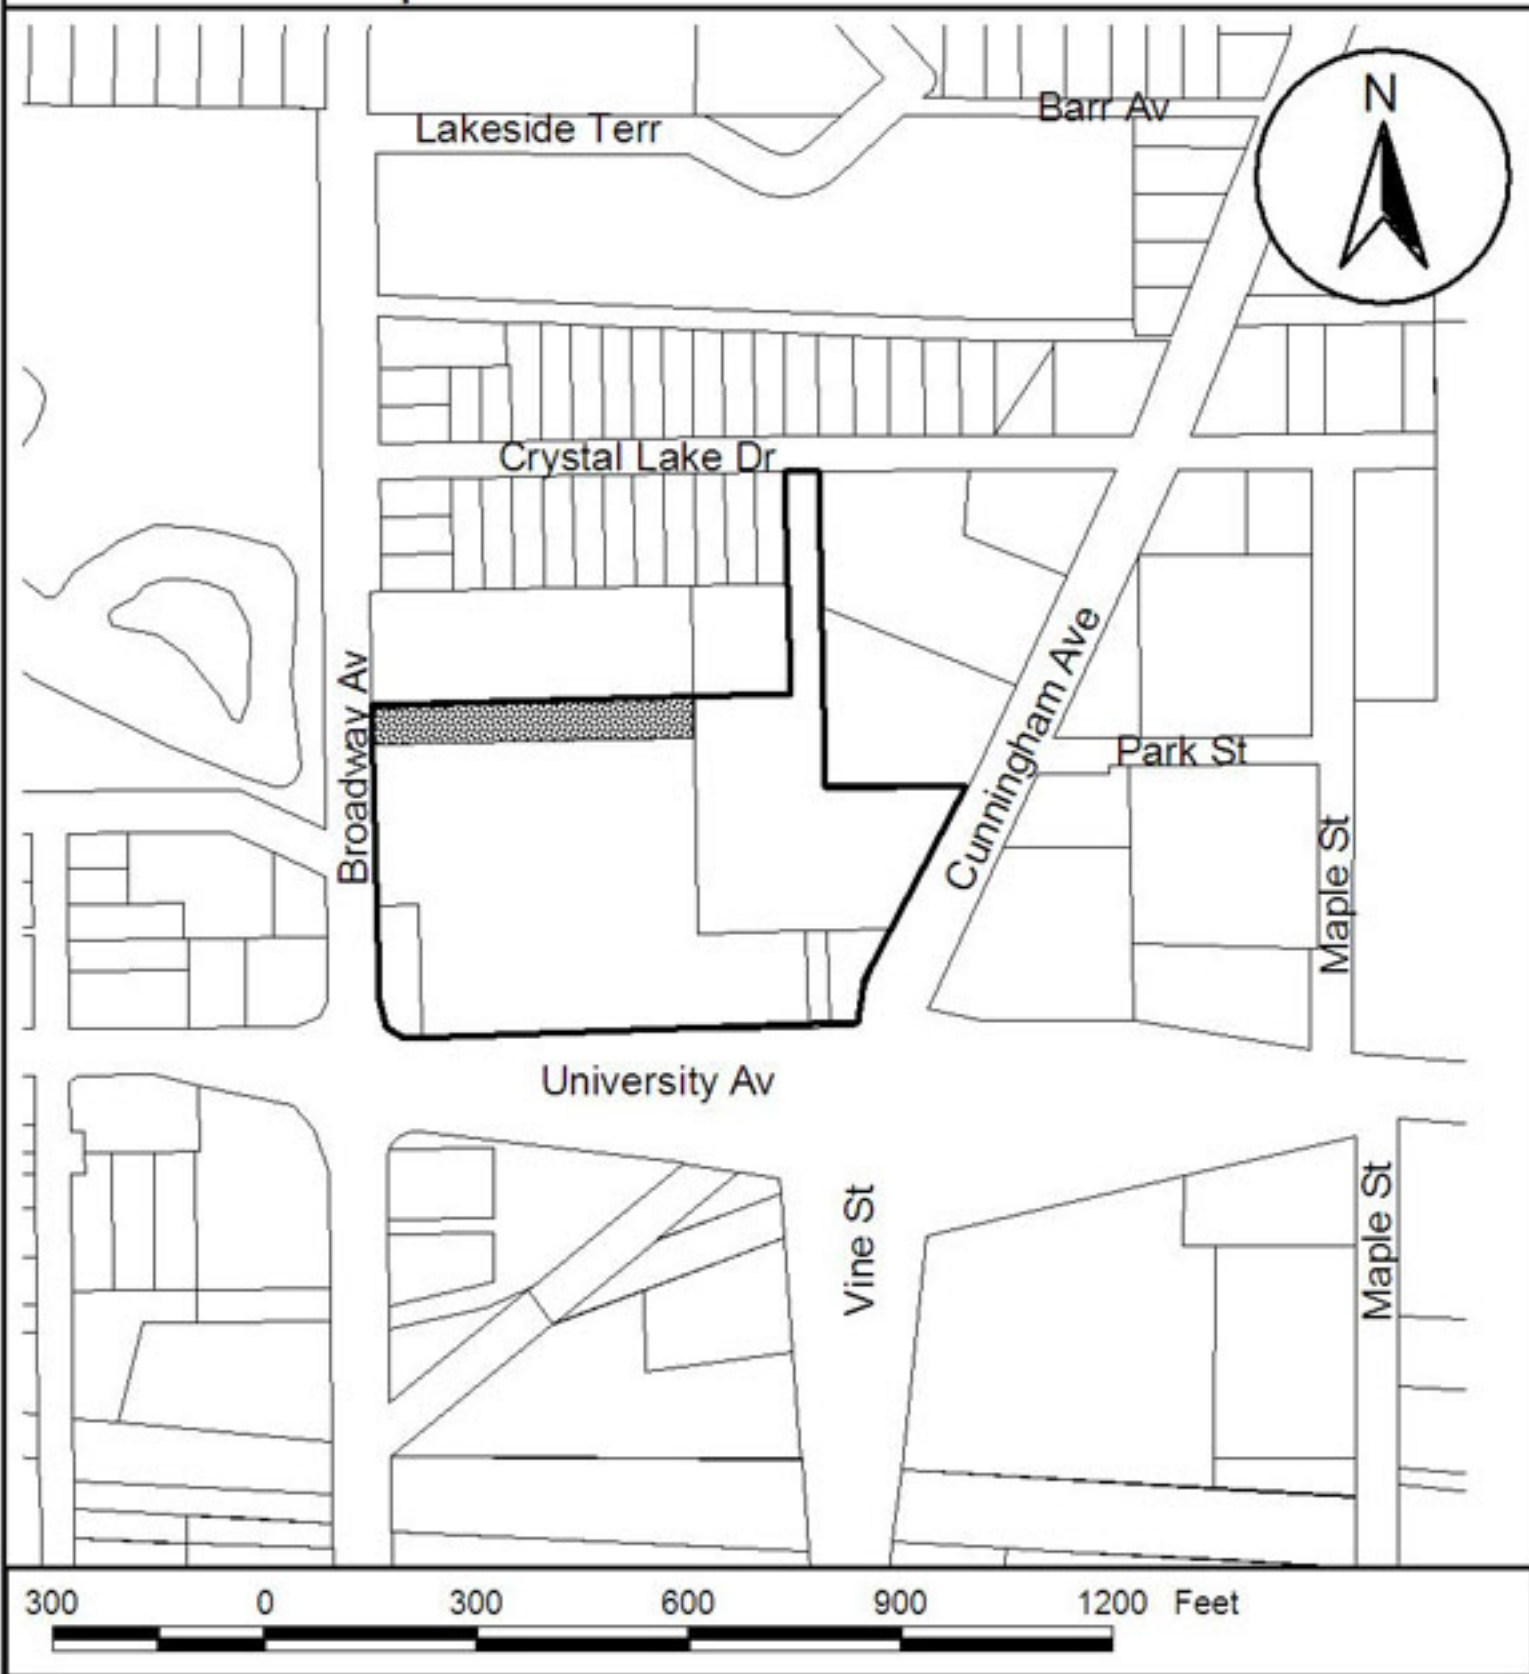 Barr Av
N
Lakeside Terr
Crystal Lake Dr
Cunningham Ave
Broadway Av
Park St
Maple St
University Av
Vine St
Maple St
300 0 300 600 900 1200 Feet